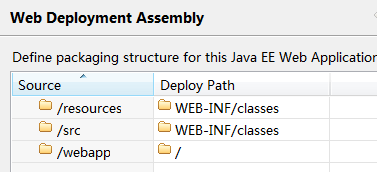 Web Deployment Assembly
Define packaging structure for this Java EE Web Application
Source Deploy Path
/resources WEB-INF/classes
/src WEB-INF/classes
/webapp /